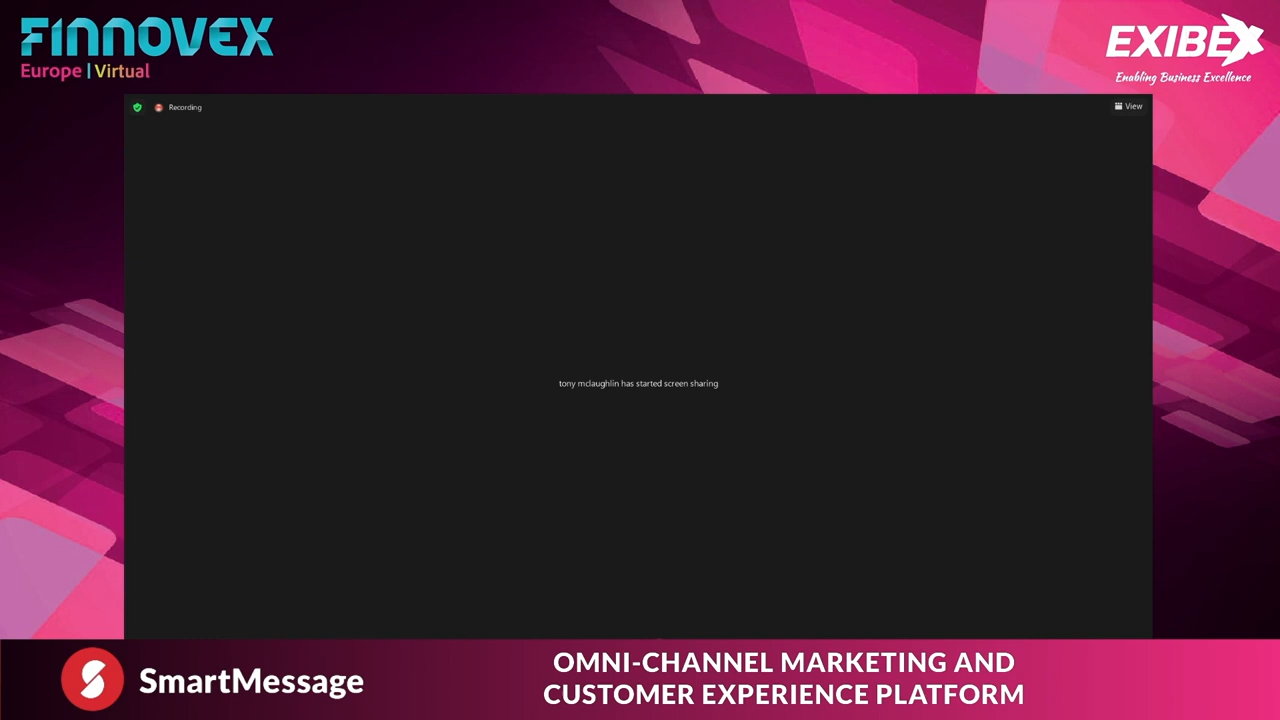 FINNOVEX
Europe | Virtual
EXIBEX
Enabling Business Excellence
Recording
View
tony mclaughlin has started screen sharing
SmartMessage
OMNI-CHANNEL MARKETING AND
CUSTOMER EXPERIENCE PLATFORM